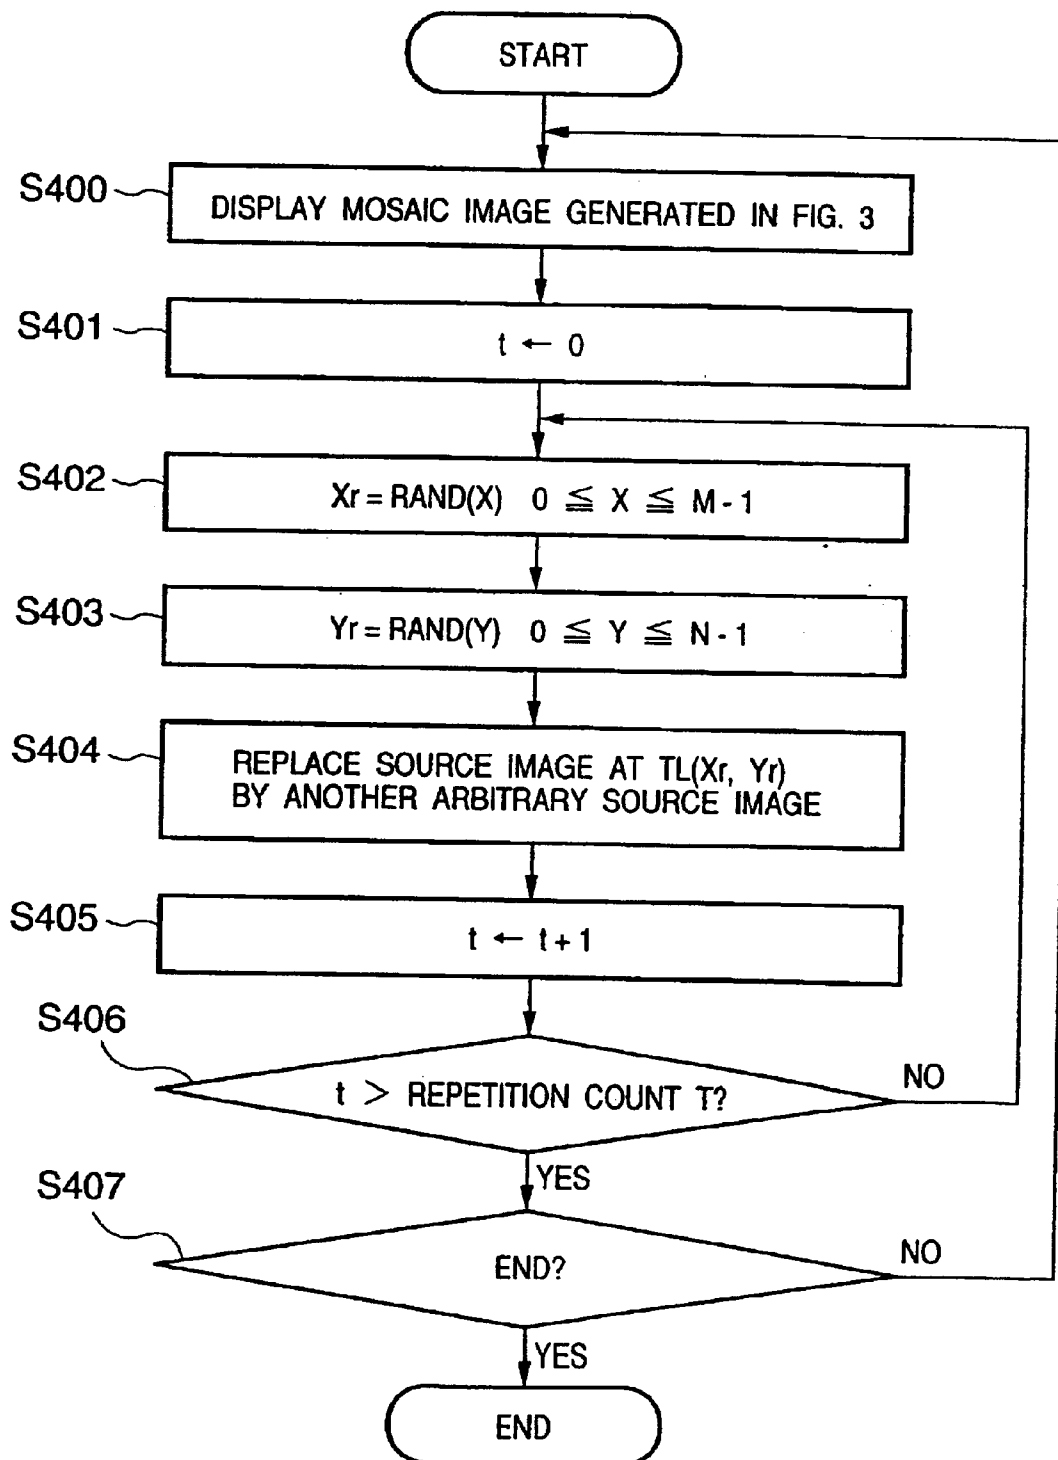 START
S400
DISPLAY MOSAIC IMAGE GENERATED IN FIG. 3
S401
t ← 0
S402
Xr = RAND(X) 0 ≦ X ≦ M - 1
S403
Yr = RAND(Y) 0 ≦ Y ≦ N - 1
S404
REPLACE SOURCE IMAGE AT TL(Xr, Yr)
BY ANOTHER ARBITRARY SOURCE IMAGE
S405
t ← t + 1
S406
t > REPETITION COUNT T?
NO
YES
S407
END?
NO
YES
END